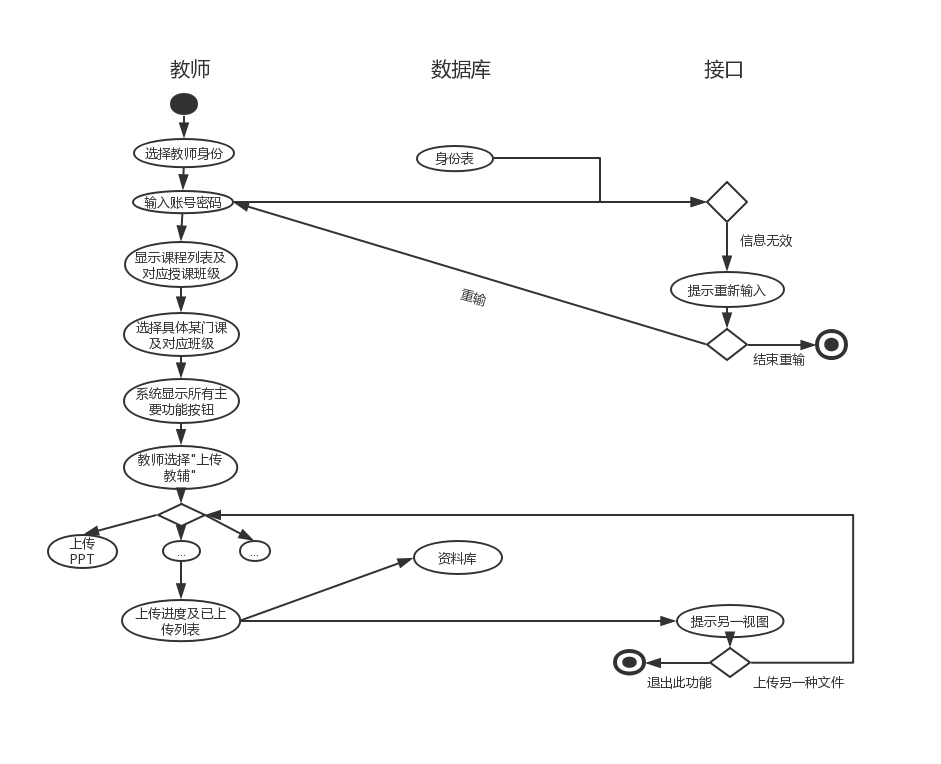 教师
数据库
接口
选择教师身份
身份表
输入账号密码
信息无效
显示课程列表及
对应授课班级
提示重新输入
重输
选择具体某门课
及对应班级
结束重输
系统显示所有主
要功能按钮
教师选择"上传
教辅"
上传
PPT
...
...
资料库
上传进度及已上
传列表
提示另一视图
退出此功能
上传另一种文件